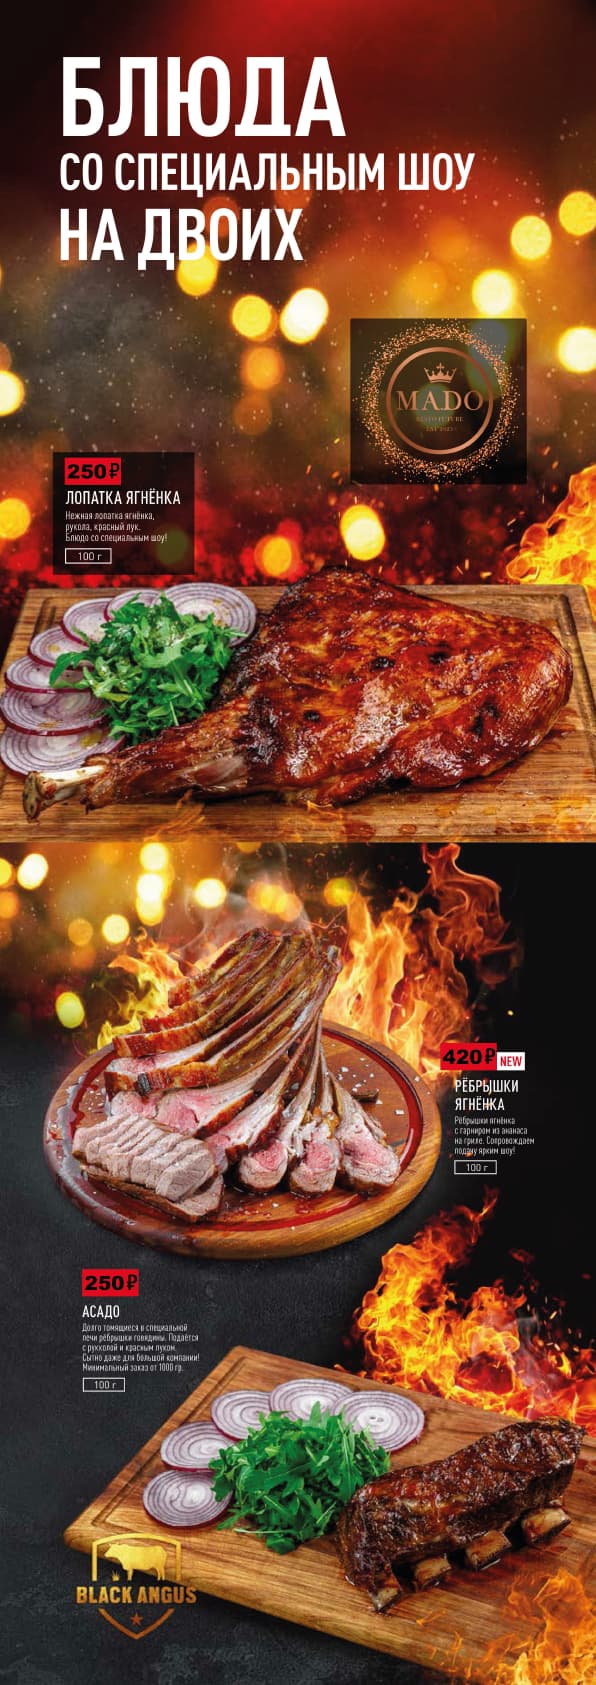 БЛЮДА
СО СПЕЦИАЛЬНЫМ ШОУ
НА ДВОИХ
MADO
EST 2023
250 ₽
ЛОПАТКА ЯГНЁНКА
Нежная лопатка ягнёнка,
рукола, красный лук.
Блюдо со специальным шоу!
100 г
420 ₽ NEW
РЁБРЫШКИ
ЯГНЁНКА
Рёбрышки ягнёнка
с гарниром из ананаса
на гриле. Сопровождаем
подачу ярким шоу!
100 г
250 ₽
АСАДО
Долго томящиеся в специальной
печи рёбрышки говядины. Подаётся
с рукколой и красным луком.
Сытно даже для большой компании!
Минимальный заказ от 1000 гр.
100 г
BLACK ANGUS